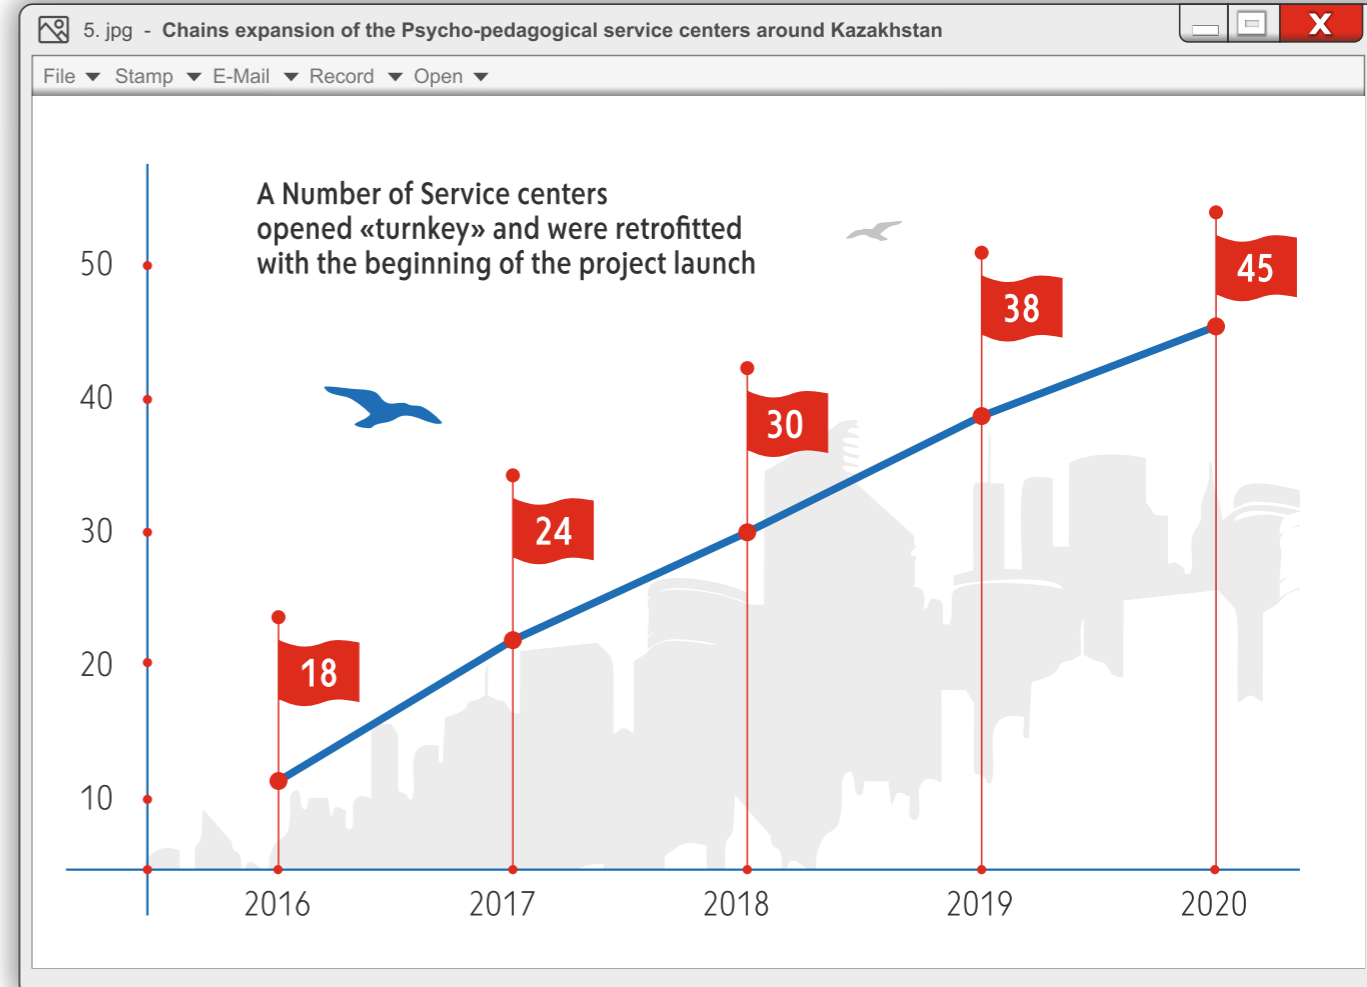 5. jpg - Chains expansion of the Psycho-pedagogical service centers around Kazakhstan
X
File Stamp E-Mail Record Open
A Number of Service centers
opened «turnkey» and were retrofitted
with the beginning of the project launch
50
40
30
20
10
18
24
30
38
45
2016 2017 2018 2019 2020